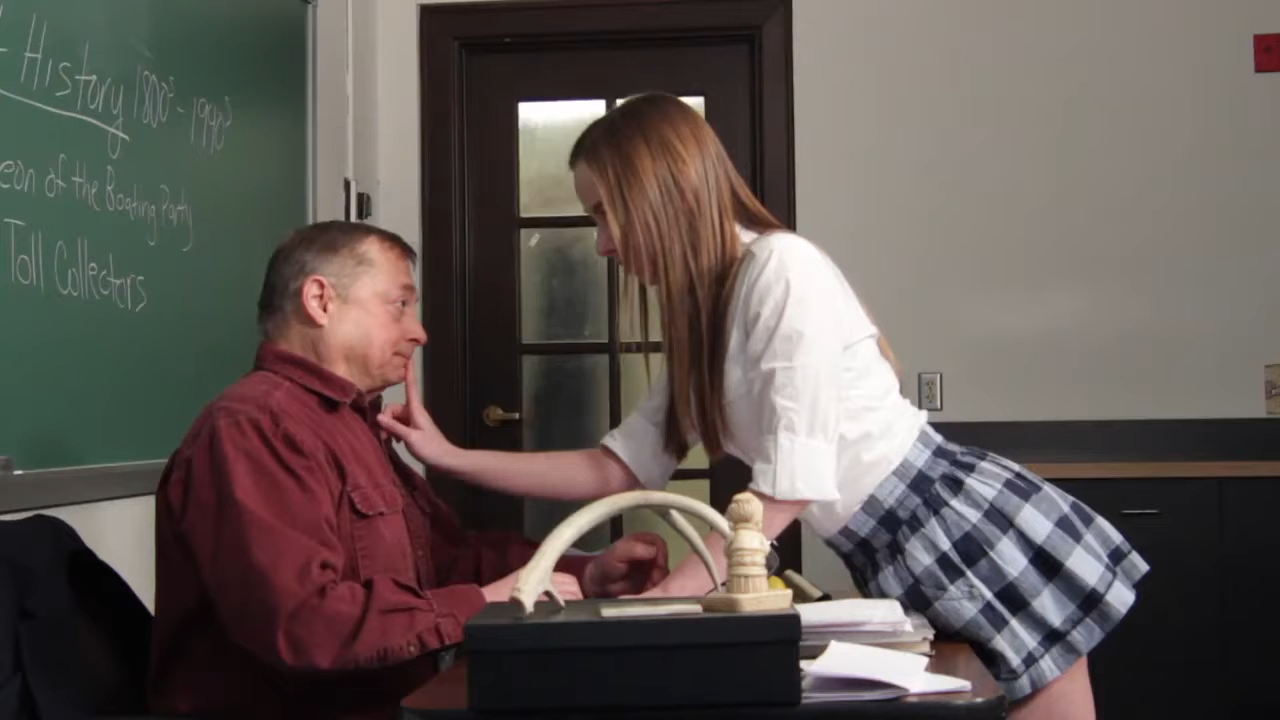 - History 1800s - 1990s
eon of the Boating Party
Toll Collectors